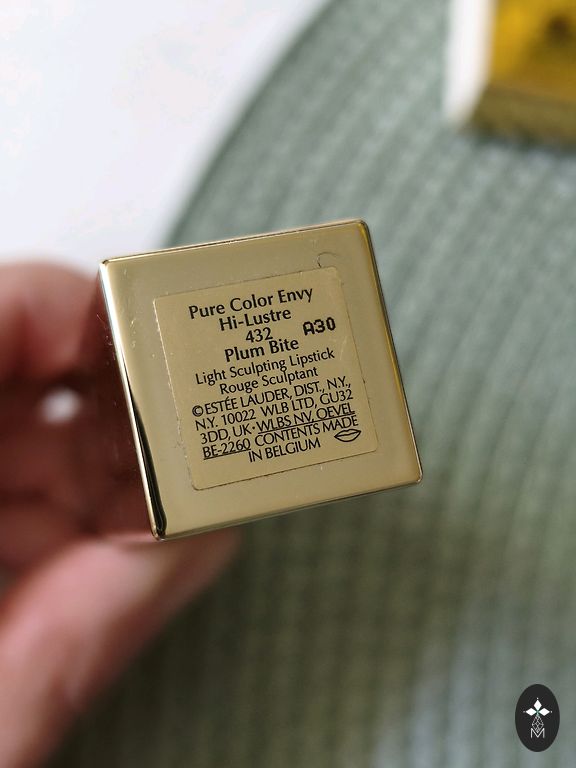 Pure Color Envy
Hi-Lustre
432 A30
Plum Bite
Light Sculpting Lipstick
Rouge Sculptant
©ESTÉE LAUDER, DIST., N.Y.,
N.Y. 10022 WLB LTD, GU32
3DD, UK·WLBS NV, OEVEL
BE-2260 CONTENTS MADE
IN BELGIUM
M